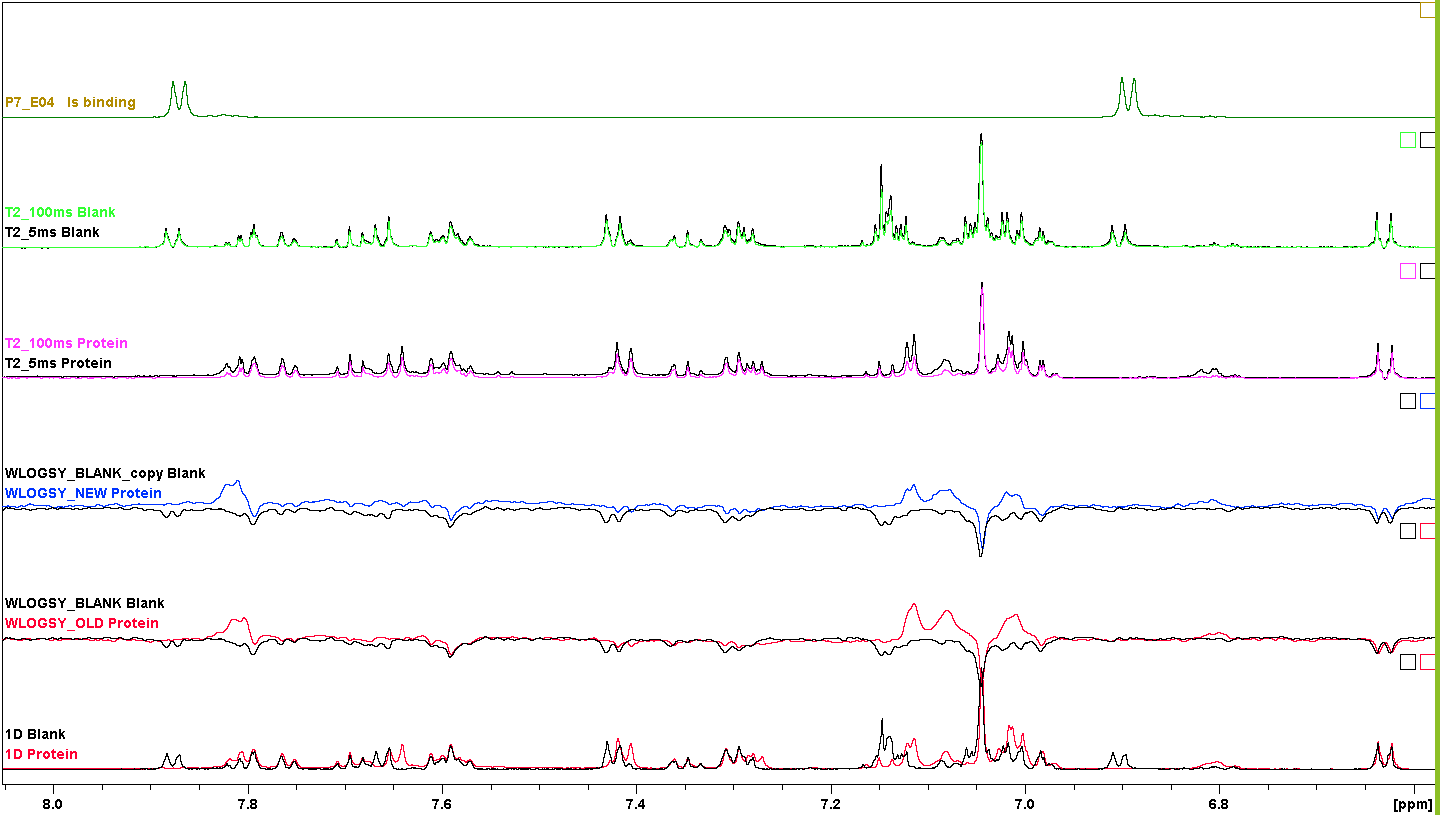 P7_E04 Is binding
T2_100ms Blank
T2_5ms Blank
T2_100ms Protein
T2_5ms Protein
WLOGSY_BLANK_copy Blank
WLOGSY_NEW Protein
WLOGSY_BLANK Blank
WLOGSY_OLD Protein
1D Blank
1D Protein
8.0 7.8 7.6 7.4 7.2 7.0 6.8 [ppm]